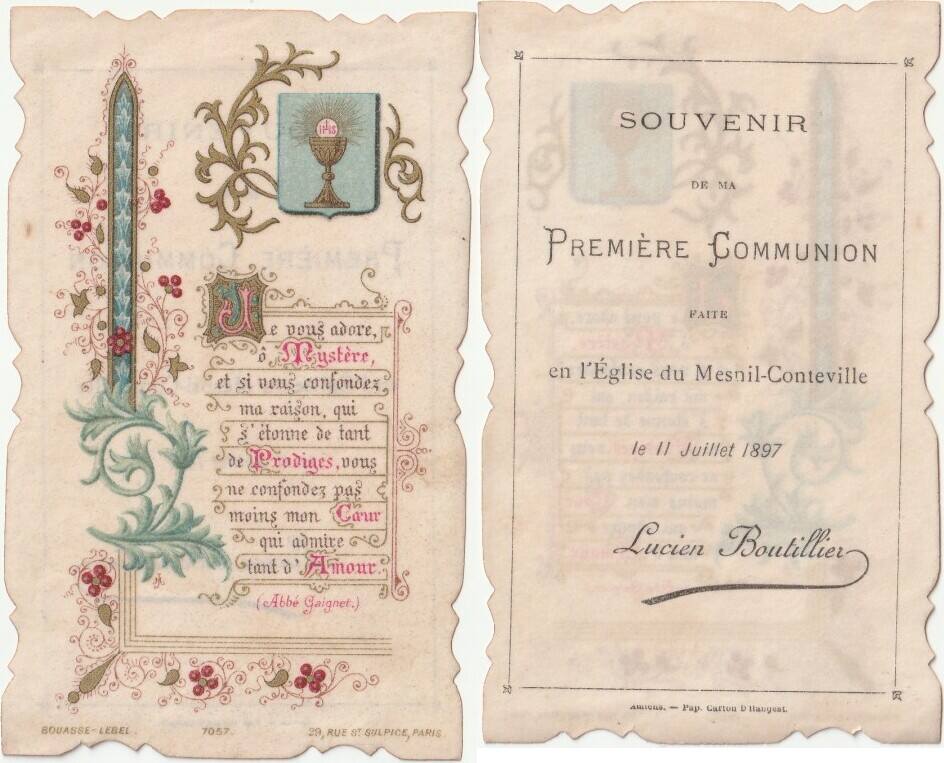 IHS
Je vous adore,
ô Mystère,
et si vous confondez
ma raison, qui
s'étonne de tant
de Prodiges, vous
ne confondez pas
moins mon Cœur
qui admire
tant d'Amour.
(Abbé Gaignet.)
BOUASSE-LEBEL. 7057. 29, RUE ST SULPICE, PARIS
SOUVENIR
DE MA
PREMIÈRE COMMUNION
FAITE
en l'Église du Mesnil-Conteville
le 11 Juillet 1897
Lucien Boutillier
Amiens. — Pap. Carton D'Hangest.